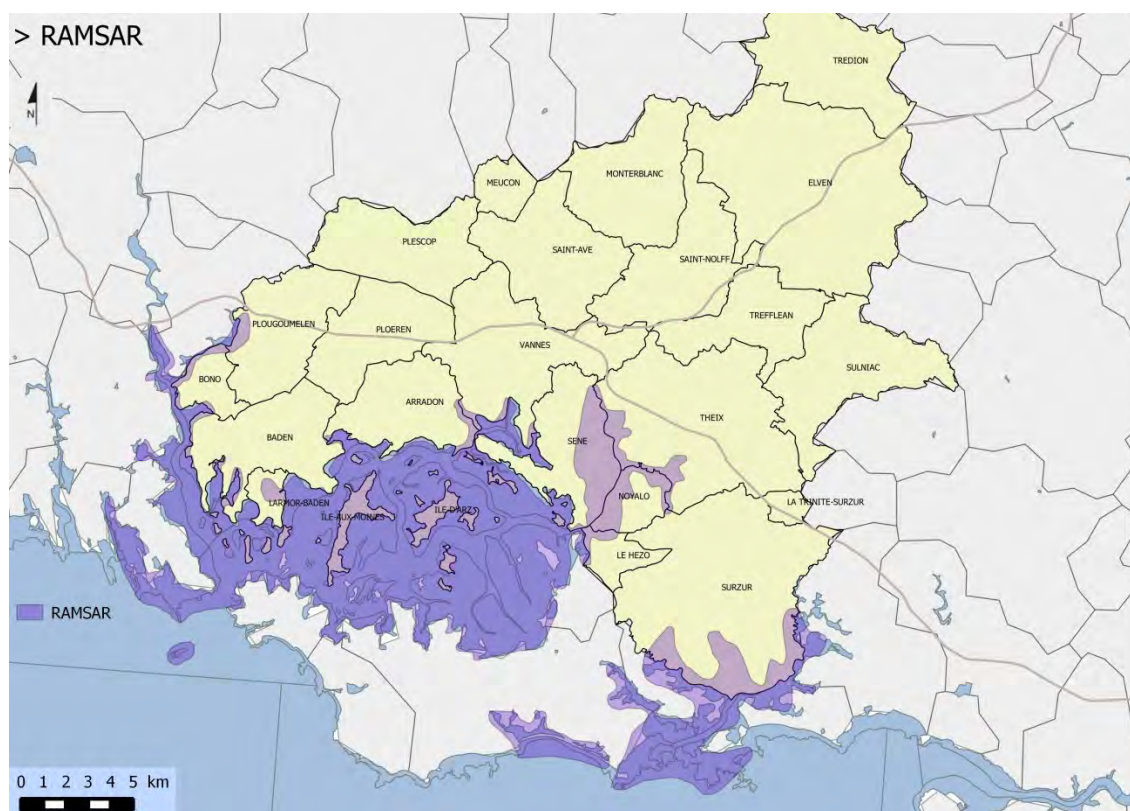 > RAMSAR
N
TREDION
MONTERBLANC
MEUCON
ELVEN
PLESCOP
SAINT-AVE
SAINT-NOLFF
PLOUGOUMELEN
PLOEREN
TREFFLEAN
VANNES
SULNIAC
BONO
ARRADON
THEIX
BADEN
SENE
NOYALO
LARMOR-BADEN
LA TRINITE-SURZUR
ILE-D'ARZ
ÎLE-AUX-MOINES
LE HEZO
SURZUR
RAMSAR
0 1 2 3 4 5 km